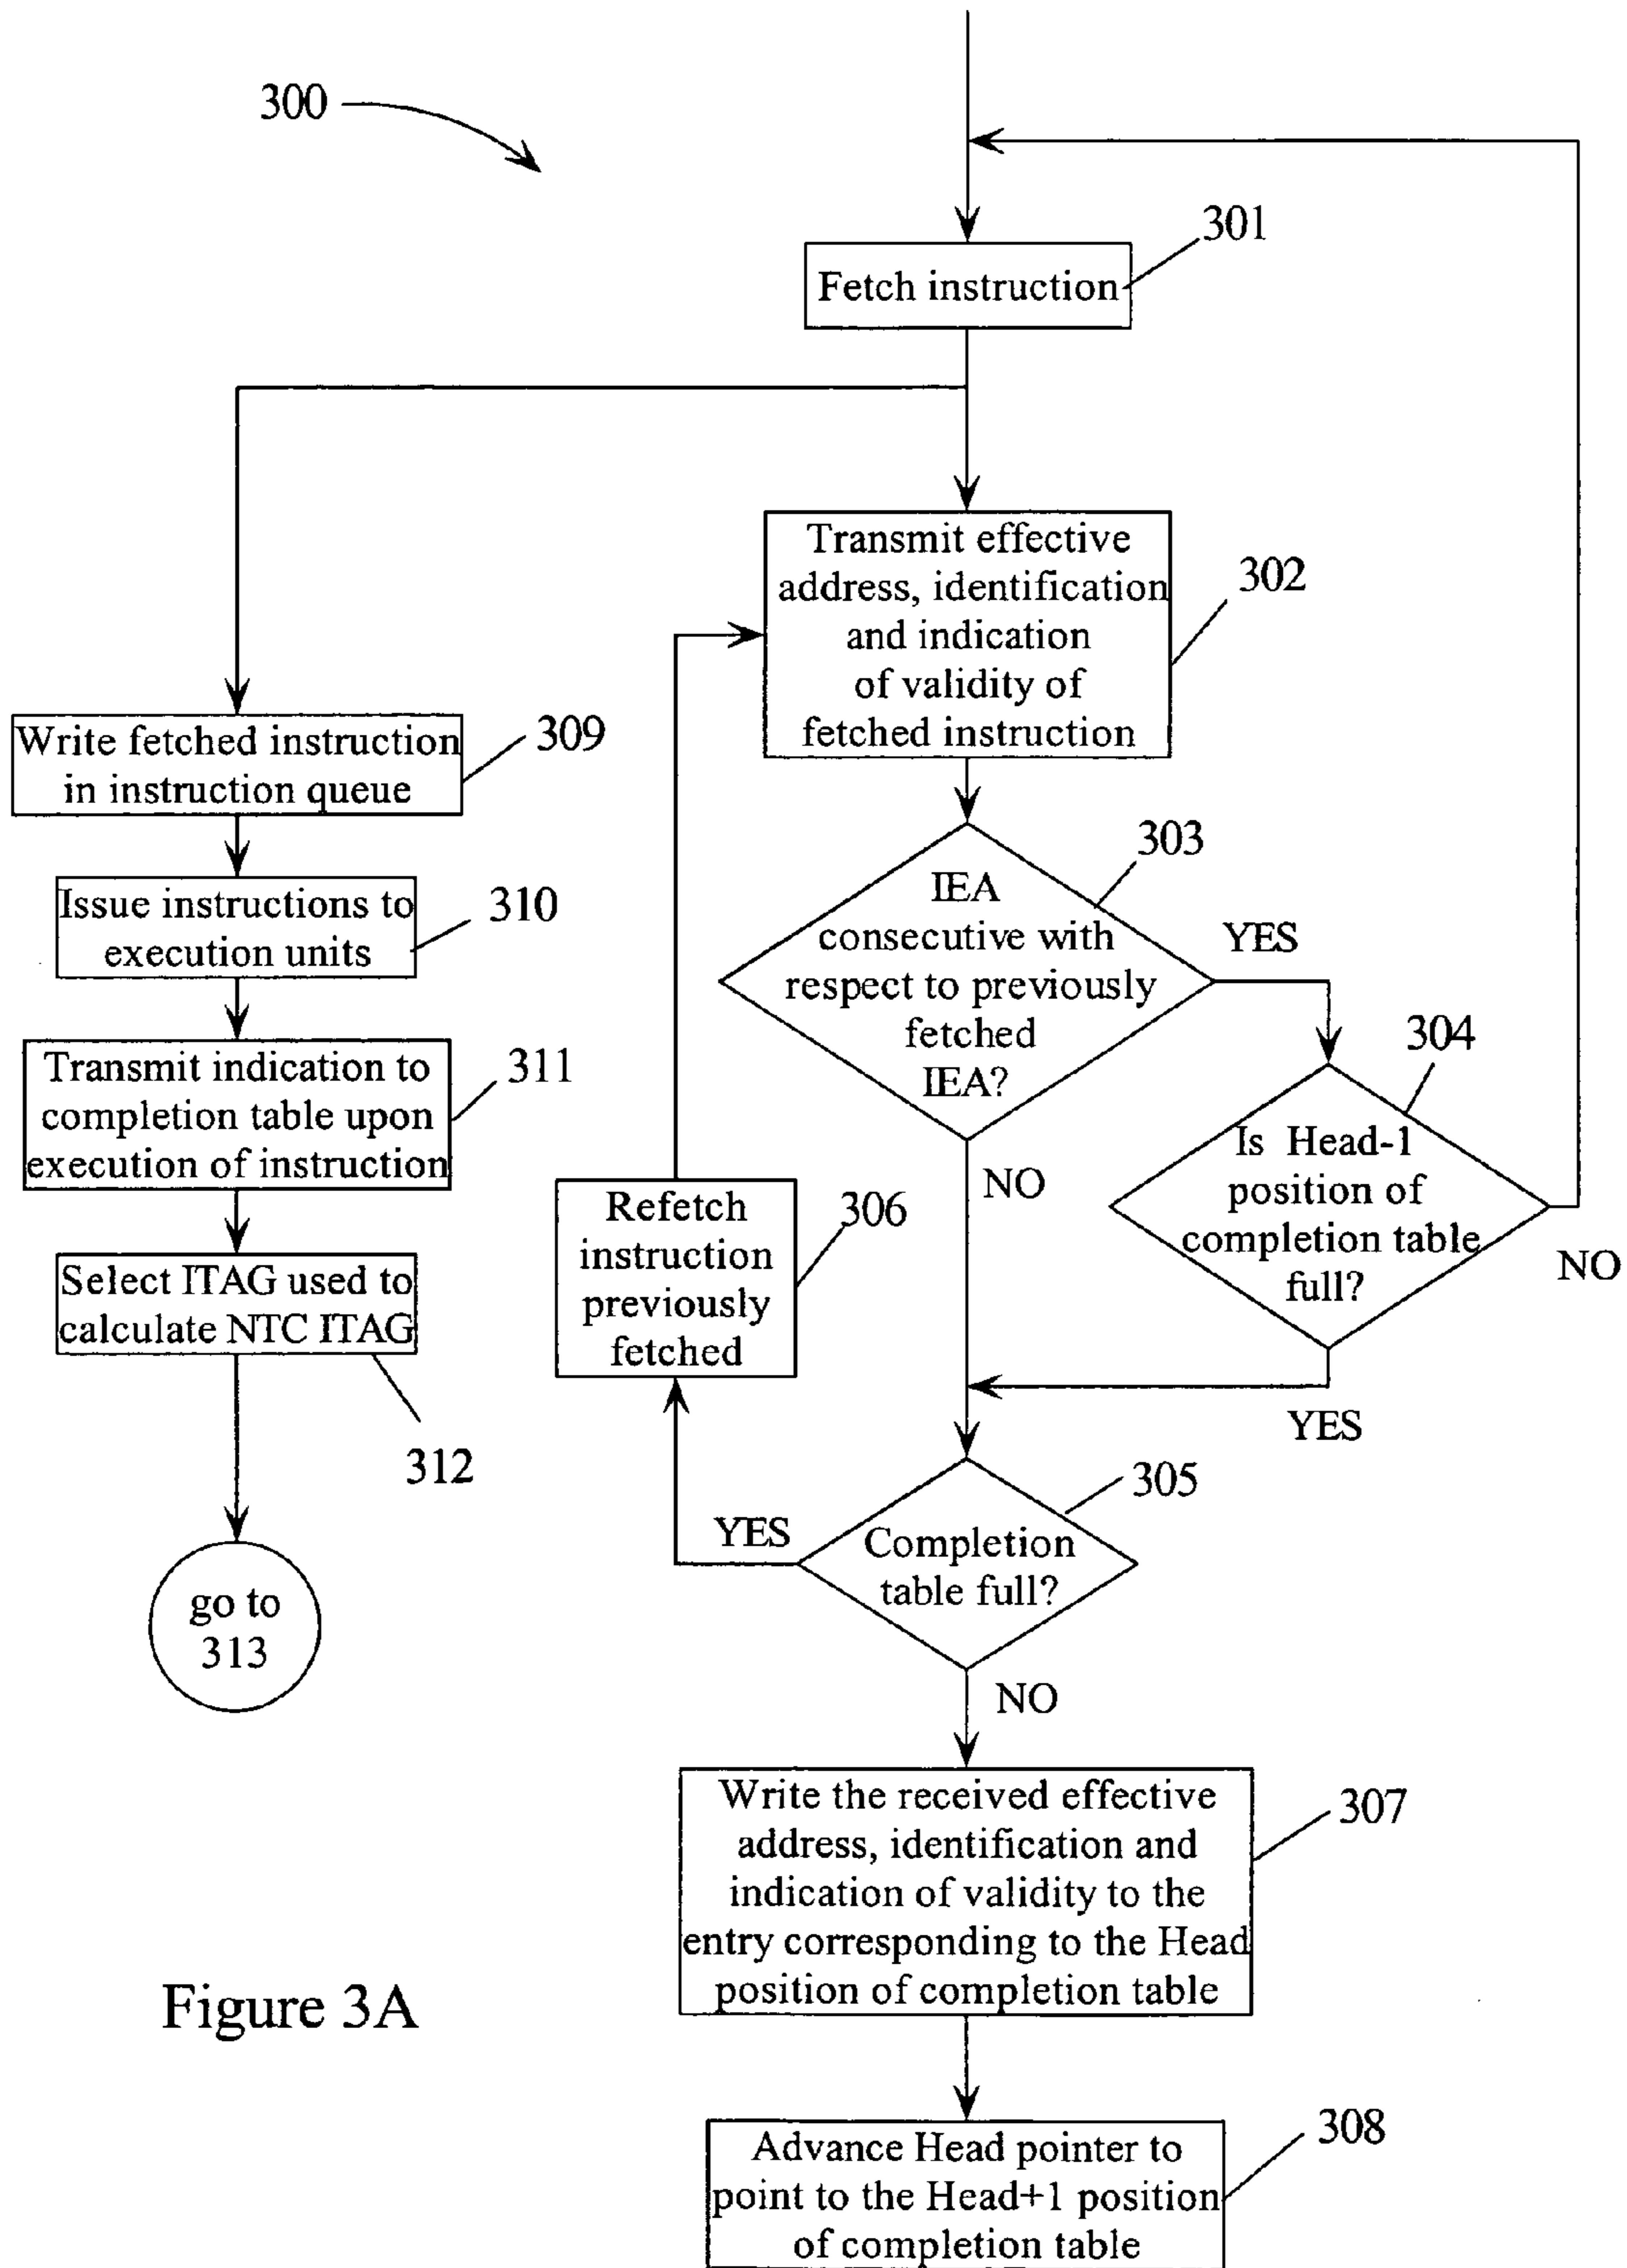 300
301
Fetch instruction
Transmit effective
address, identification
and indication
of validity of
fetched instruction
302
Write fetched instruction
in instruction queue
309
303
IEA
consecutive with
respect to previously
fetched
IEA?
YES
Issue instructions to
execution units
310
304
Is Head-1
position of
completion table
full?
NO
YES
Transmit indication to
completion table upon
execution of instruction
311
NO
Refetch
instruction
previously
fetched
306
Select ITAG used to
calculate NTC ITAG
312
305
Completion
table full?
YES
NO
go to
313
Write the received effective
address, identification and
indication of validity to the
entry corresponding to the Head
position of completion table
307
Figure 3A
Advance Head pointer to
point to the Head+1 position
of completion table
308